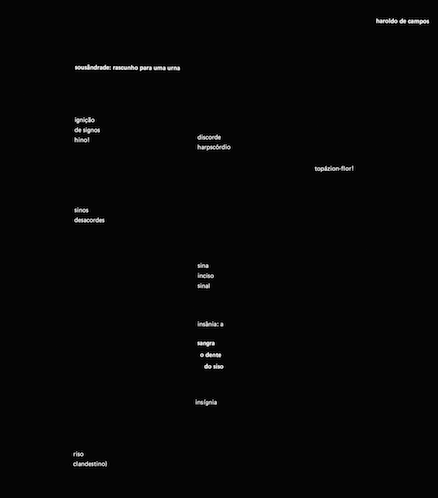 haroldo de campos
sousândrade: rascunho para uma urna
ignição
de signos
hino!
discorde
harpscórdio
topázion-flor!
sinos
desacordes
sina
inciso
sinal
insânia: a
sangra
o dente
do siso
insígnia
riso
clandestino)